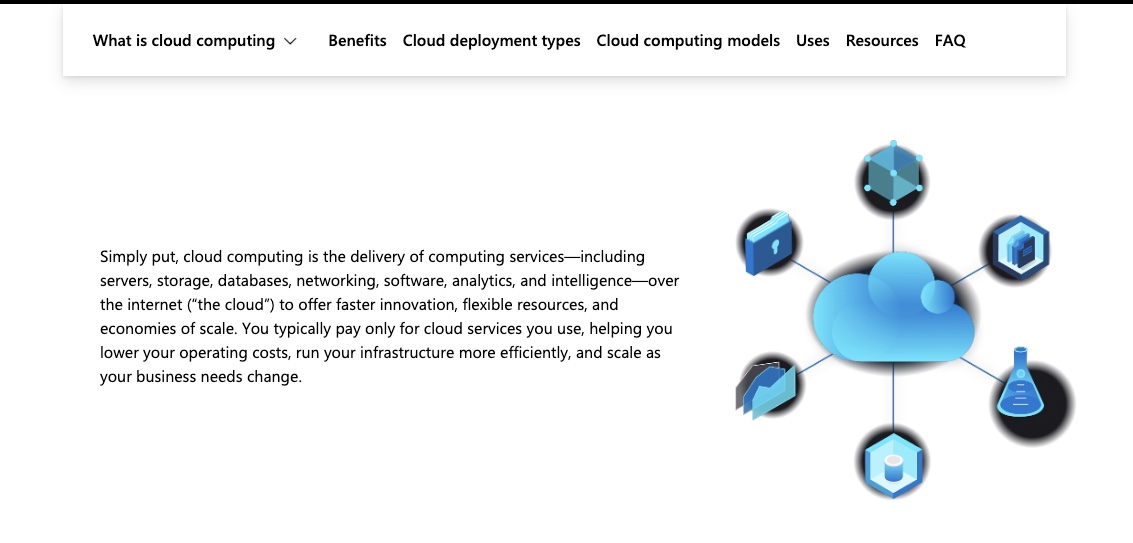 What is cloud computing Benefits Cloud deployment types Cloud computing models Uses Resources FAQ
Simply put, cloud computing is the delivery of computing services—including
servers, storage, databases, networking, software, analytics, and intelligence—over
the internet (“the cloud”) to offer faster innovation, flexible resources, and
economies of scale. You typically pay only for cloud services you use, helping you
lower your operating costs, run your infrastructure more efficiently, and scale as
your business needs change.